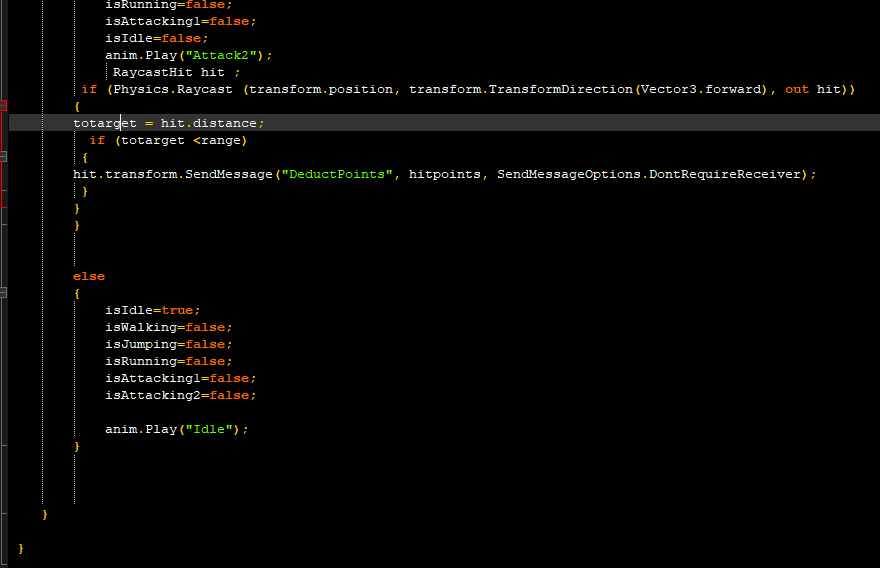 isRunning=false;
isAttacking1=false;
isIdle=false;
anim.Play("Attack2");
RaycastHit hit ;
if (Physics.Raycast (transform.position, transform.TransformDirection(Vector3.forward), out hit))
{
totarget = hit.distance;
if (totarget <range)
{
hit.transform.SendMessage("DeductPoints", hitpoints, SendMessageOptions.DontRequireReceiver);
}
}
}
else
{
isIdle=true;
isWalking=false;
isJumping=false;
isRunning=false;
isAttacking1=false;
isAttacking2=false;
anim.Play("Idle");
}
}
}